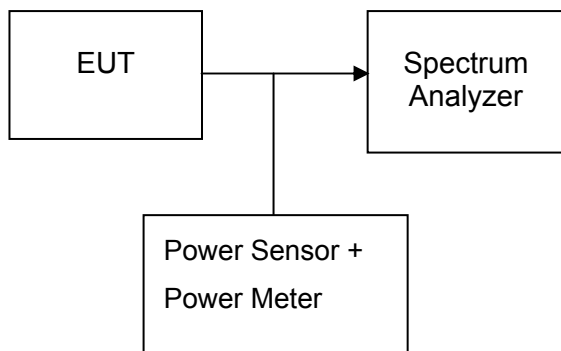 EUT
Spectrum
Analyzer
Power Sensor +
Power Meter